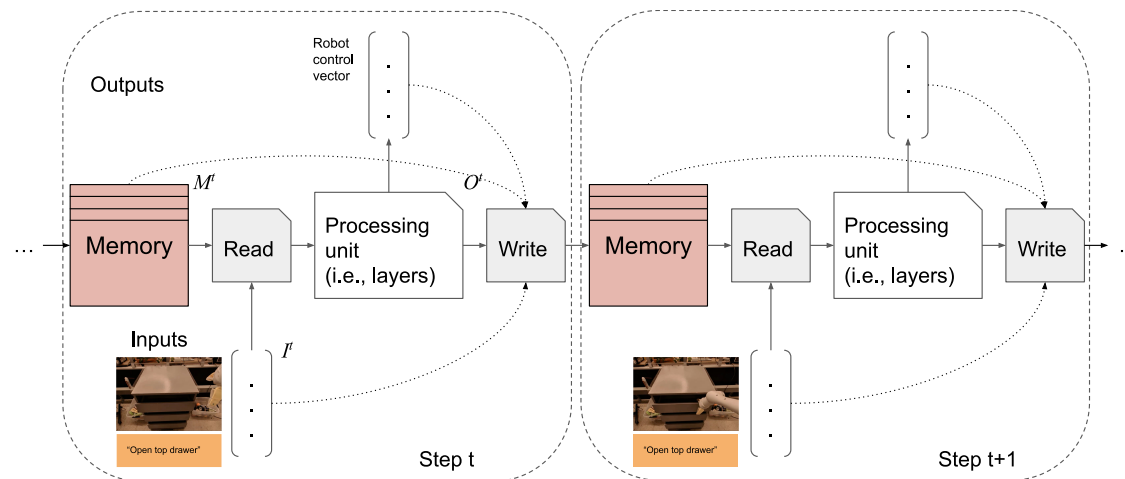 Robot
control
vector
Outputs
M^t
O^t
...
Memory
Read
Processing
unit
(i.e., layers)
Write
Inputs
I^t
"Open top drawer"
Step t
Memory
Read
Processing
unit
(i.e., layers)
Write
"Open top drawer"
Step t+1